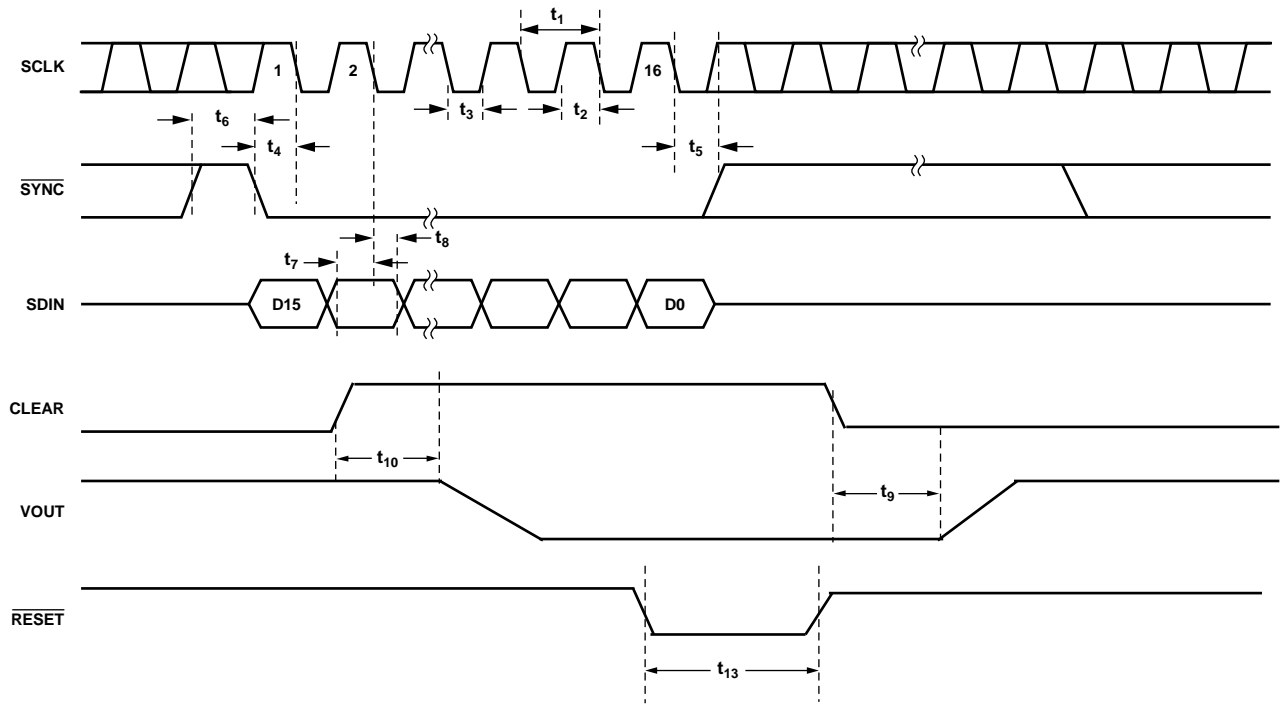 t1
SCLK
1
2
16
t3
t2
t6
t4
t5
SYNC
t8
t7
SDIN
D15
D0
CLEAR
t10
t9
VOUT
RESET
t13